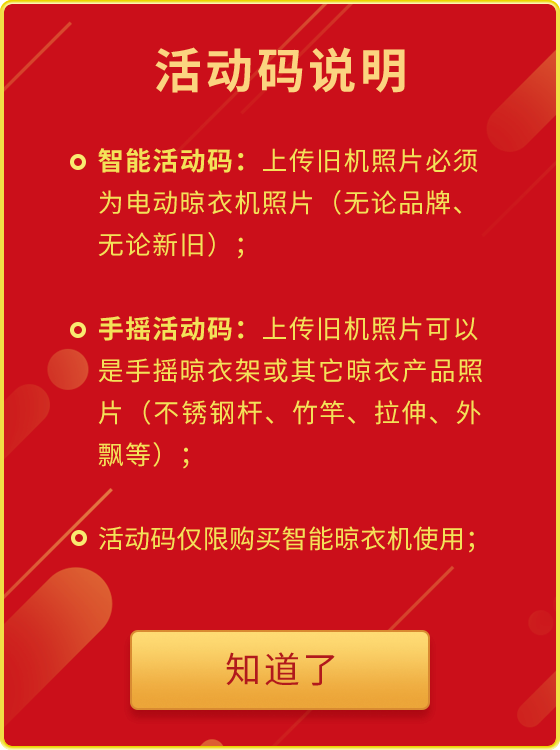 活动码说明
智能活动码：上传旧机照片必须
为电动晾衣机照片（无论品牌、
无论新旧）；
手摇活动码：上传旧机照片可以
是手摇晾衣架或其它晾衣产品照
片（不锈钢杆、竹竿、拉伸、外
飘等）；
活动码仅限购买智能晾衣机使用；
知道了